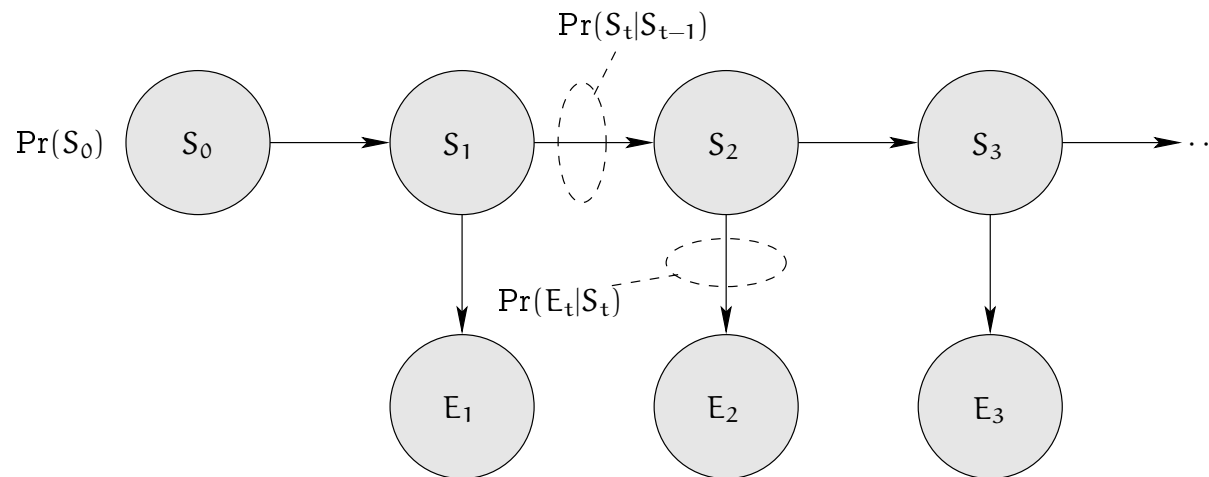 Pr(S_t|S_{t−1})
Pr(S_0) S_0 S_1 S_2 S_3 ··
Pr(E_t|S_t)
E_1 E_2 E_3